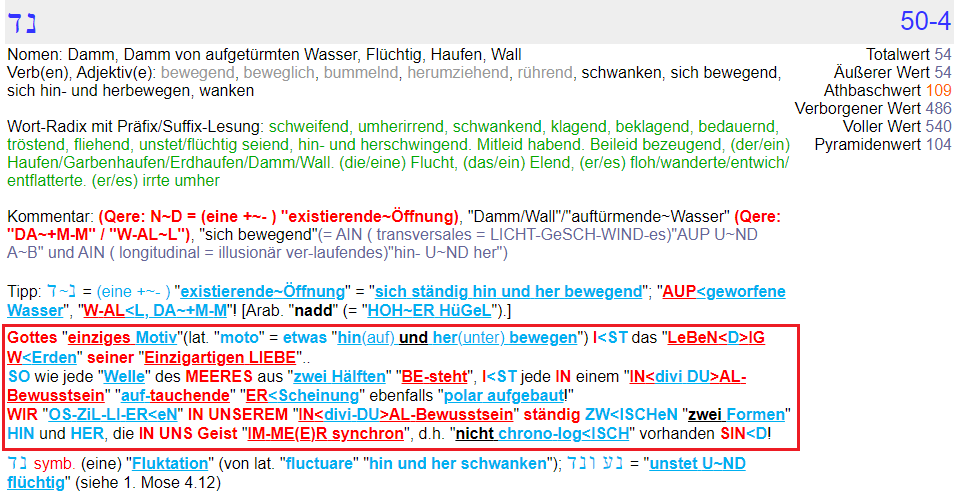 נד
50-4
Nomen: Damm, Damm von aufgetürmten Wasser, Flüchtig, Haufen, Wall
Verb(en), Adjektiv(e): bewegend, beweglich, bummelnd, herumziehend, rührend, schwanken, sich bewegend,
sich hin- und herbewegen, wanken
Totalwert 54
Äußerer Wert 54
Athbaschwert 109
Verborgener Wert 486
Voller Wert 540
Pyramidenwert 104
Wort-Radix mit Präfix/Suffix-Lesung: schweifend, umherirrend, schwankend, klagend, beklagend, bedauernd,
tröstend, fliehend, unstet/flüchtig seiend, hin- und herschwingend. Mitleid habend. Beileid bezeugend, (der/ein)
Haufen/Garbenhaufen/Erdhaufen/Damm/Wall. (die/eine) Flucht, (das/ein) Elend, (er/es) floh/wanderte/entwich/
entflatterte. (er/es) irrte umher
Kommentar: (Qere: N~D = (eine +~- ) "existierende~Öffnung), "Damm/Wall"/"auftürmende~Wasser" (Qere:
"DA~+M-M" / "W-AL~L"), "sich bewegend"(= AIN ( transversales = LICHT-GeSCH-WIND-es)"AUP U~ND
A~B" und AIN ( longitudinal = illusionär ver-laufendes)"hin- U~ND her")
Tipp: נ~ד = (eine +~- ) "existierende~Öffnung" = "sich ständig hin und her bewegend"; "AUP<geworfene
Wasser", "W-AL<L, DA~+M-M"! [Arab. "nadd" (= "HOH~ER HüGeL").]
Gottes "einziges Motiv"(lat. "moto" = etwas "hin(auf) und her(unter) bewegen") I<ST das "LeBeN<D>IG
W<Erden" seiner "Einzigartigen LIEBE"..
SO wie jede "Welle" des MEERES aus "zwei Hälften" "BE-steht", I<ST jede IN einem "IN<divi DU>AL-
Bewusstsein" "auf-tauchende" "ER<Scheinung" ebenfalls "polar aufgebaut!"
WIR "OS-ZiL-LI-ER<eN" IN UNSEREM "IN<divi-DU>AL-Bewusstsein" ständig ZW<ISCHeN "zwei Formen"
HIN und HER, die IN UNS Geist "IM-ME(E)R synchron", d.h. "nicht chrono-log<ISCH" vorhanden SIN<D!
נד symb. (eine) "Fluktation" (von lat. "fluctuare" "hin und her schwanken"); נע ונד = "unstet U~ND
flüchtig" (siehe 1. Mose 4.12)